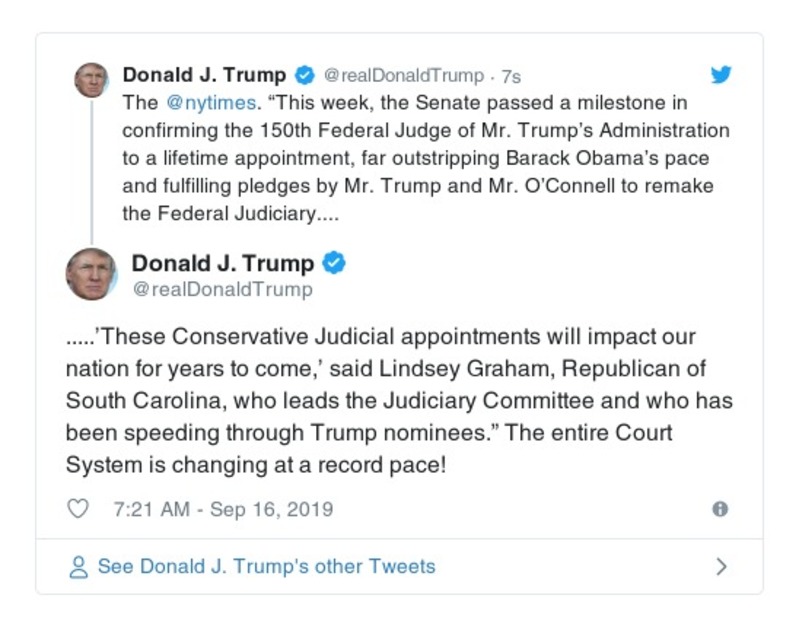 Donald J. Trump @realDonaldTrump · 7s
The @nytimes. “This week, the Senate passed a milestone in
confirming the 150th Federal Judge of Mr. Trump’s Administration
to a lifetime appointment, far outstripping Barack Obama’s pace
and fulfilling pledges by Mr. Trump and Mr. O’Connell to remake
the Federal Judiciary....
Donald J. Trump
@realDonaldTrump
.....’These Conservative Judicial appointments will impact our
nation for years to come,’ said Lindsey Graham, Republican of
South Carolina, who leads the Judiciary Committee and who has
been speeding through Trump nominees.” The entire Court
System is changing at a record pace!
7:21 AM - Sep 16, 2019
See Donald J. Trump's other Tweets